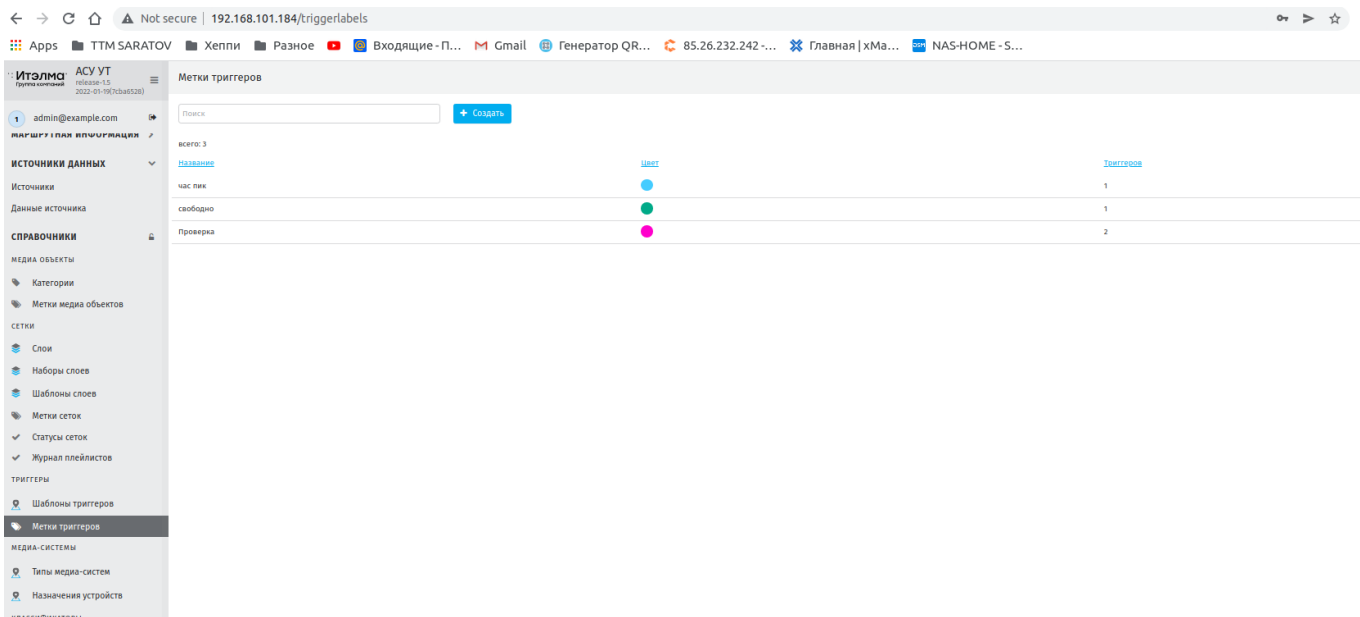 Not secure | 192.168.101.184/triggerlabels
Apps TTM SARATOV Хеппи Разное Входящие - П... Gmail Генератор QR... 85.26.232.242 -... Главная | xMa... DSM NAS-HOME - S...
Итэлма
Группа компаний
АСУ УТ
release-1.5
2022-01-19(7cba6528)
Метки триггеров
1 admin@example.com
Поиск
+ Создать
МАРШРУТНАЯ ИНФОРМАЦИЯ
всего: 3
ИСТОЧНИКИ ДАННЫХ
Название Цвет Триггеров
Источники
час пик 1
Данные источника
свободно 1
СПРАВОЧНИКИ
Проверка 2
МЕДИА ОБЪЕКТЫ
Категории
Метки медиа объектов
СЕТКИ
Слои
Наборы слоев
Шаблоны слоев
Метки сеток
Статусы сеток
Журнал плейлистов
ТРИГГЕРЫ
Шаблоны триггеров
Метки триггеров
МЕДИА-СИСТЕМЫ
Типы медиа-систем
Назначения устройств
КЛАССИФИКАТОРЫ